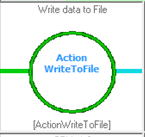 Write data to File
Action
WriteToFile
[ActionWriteToFile]